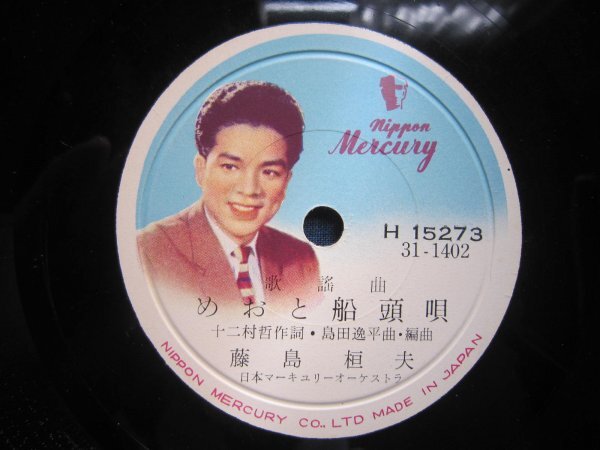 Nippon
Mercury
H 15273
31-1402
歌謡曲
めおと船頭唄
十二村哲作詞・島田逸平曲・編曲
藤島桓夫
日本マーキュリーオーケストラ
NIPPON MERCURY CO., LTD MADE IN JAPAN